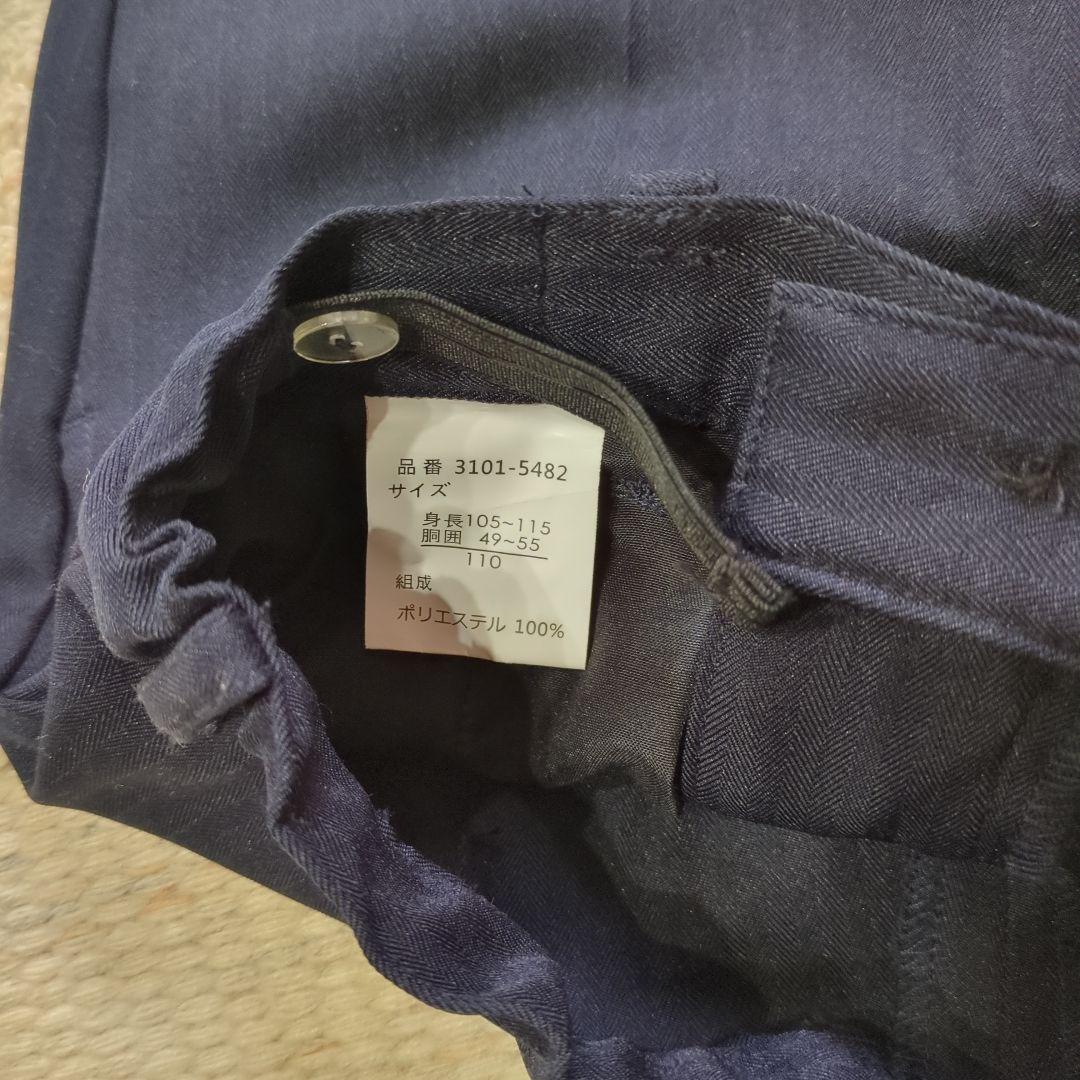 品番 3101-5482
サイズ
身長105~115
胴囲 49~55
110
組成
ポリエステル 100%